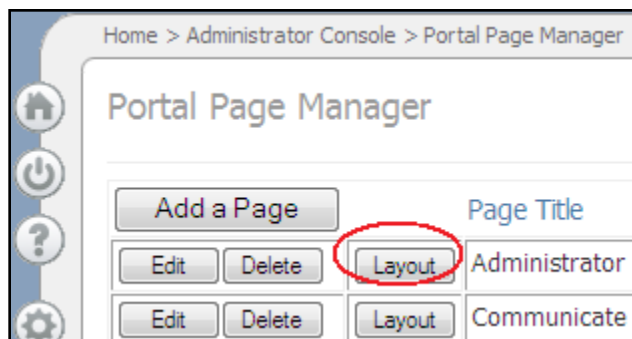 Home > Administrator Console > Portal Page Manager
Portal Page Manager
Add a Page Page Title
Edit Delete Layout Administrator
Edit Delete Layout Communicate